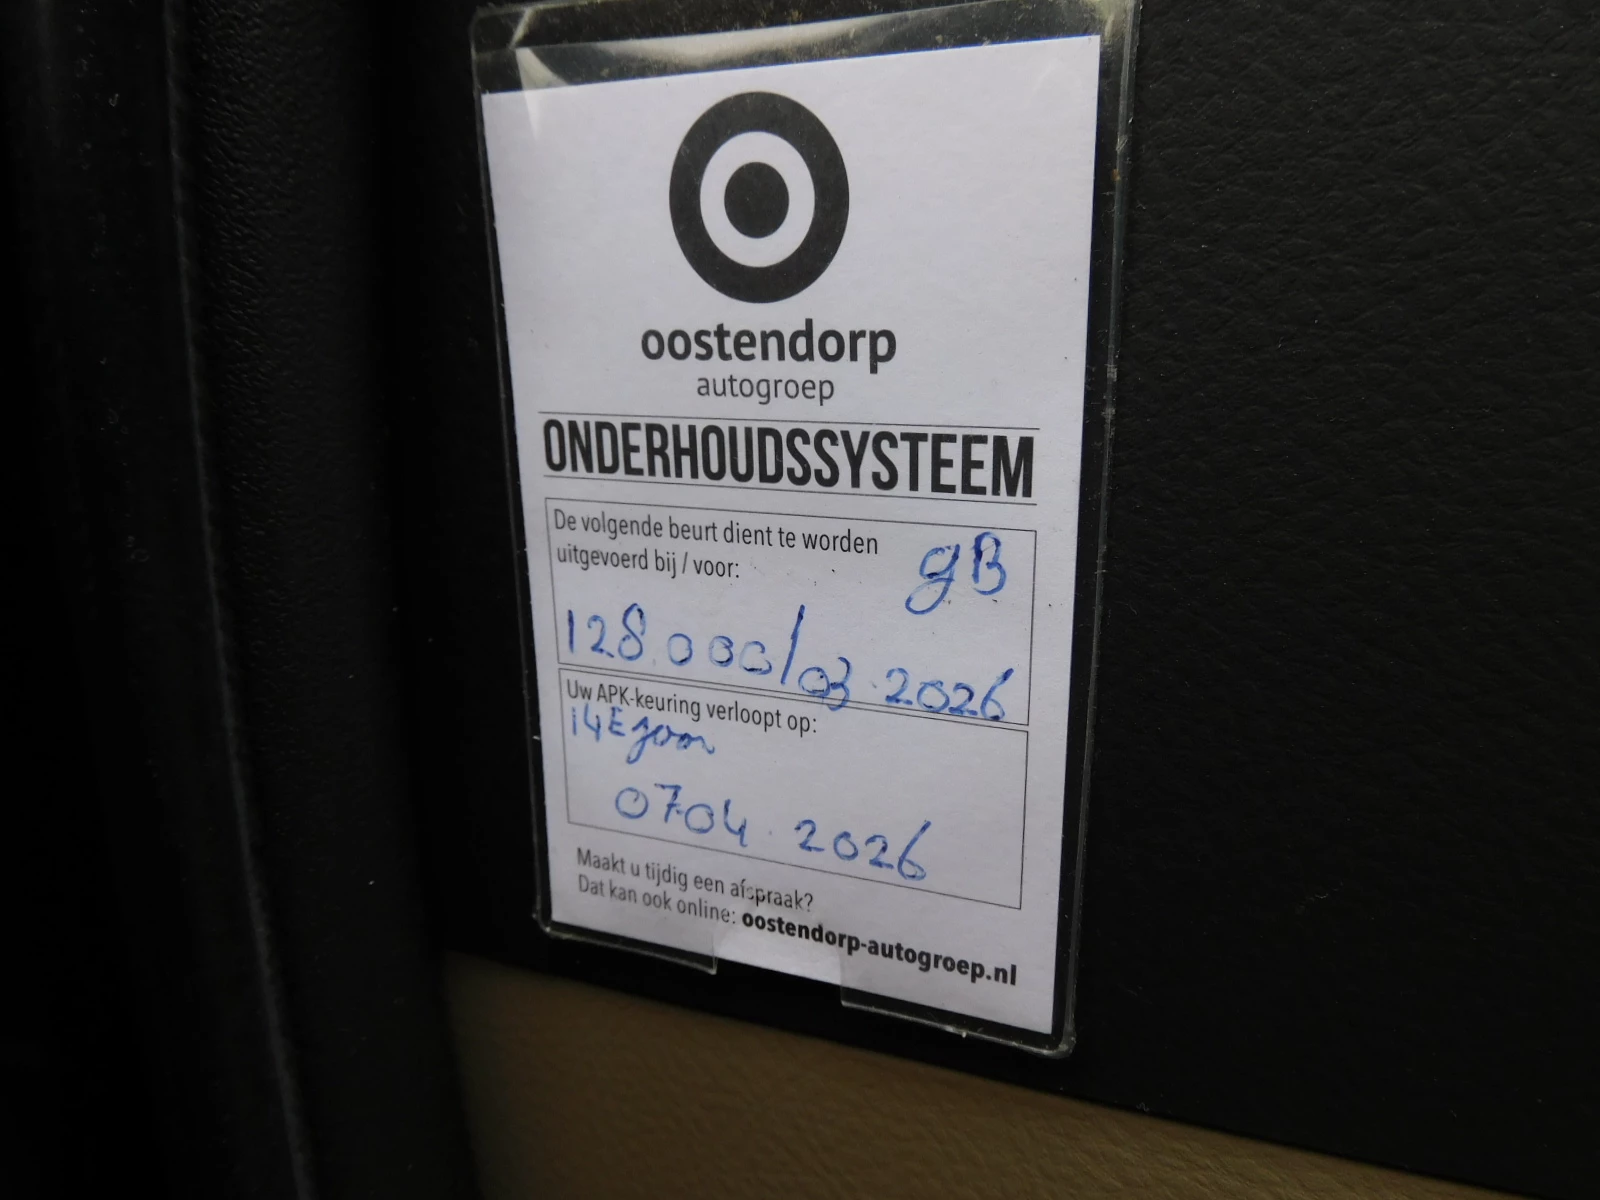 oostendorp
autogroep
ONDERHOUDSSYSTEEM
De volgende beurt dient te worden
uitgevoerd bij / voor:
gB
128.000/03.2026
Uw APK-keuring verloopt op:
0704.2026
Maakt u tijdig een afspraak?
Dat kan ook online: oostendorp-autogroep.nl